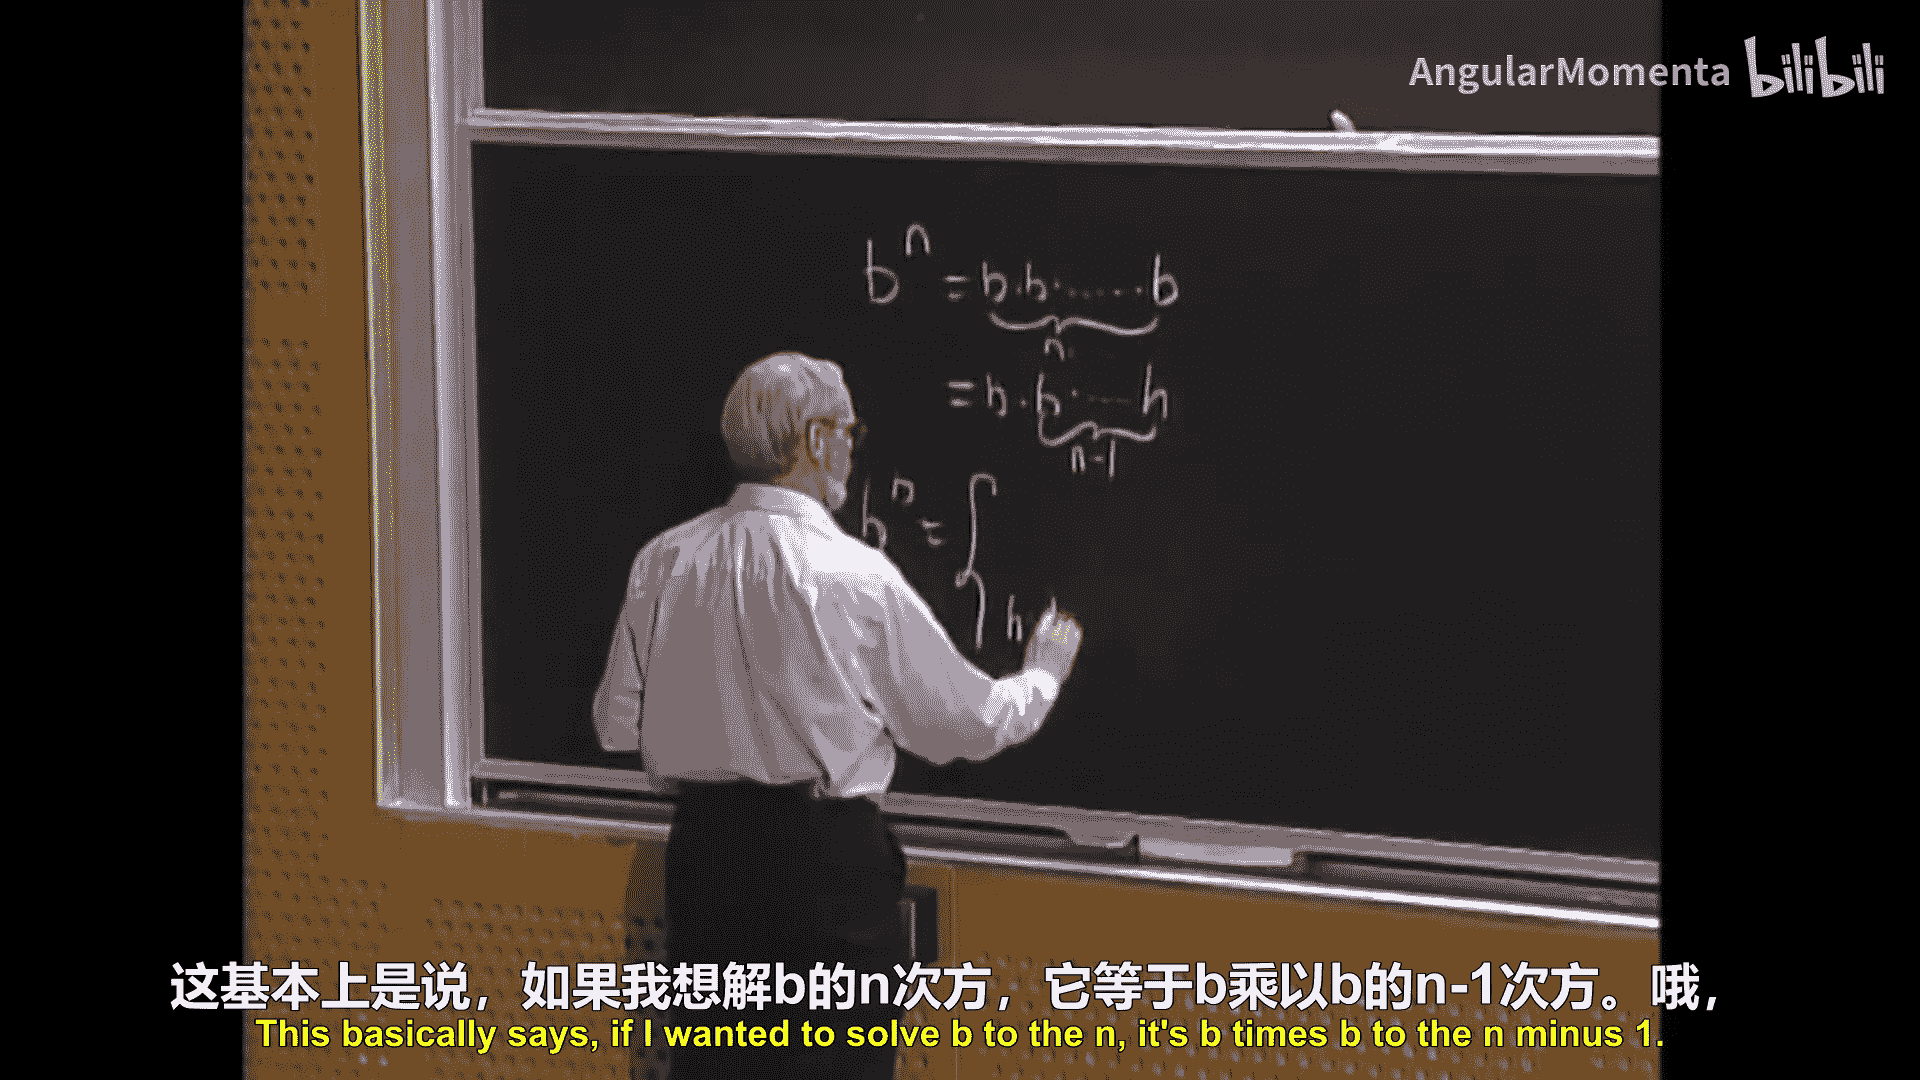 AngularMomenta bilibili
bⁿ = b·b·.....·b
n
= b·b·....b
n-1
bⁿ = {
b·
这基本上是说，如果我想解b的n次方，它等于b乘以b的n-1次方。哦，
This basically says, if I wanted to solve b to the n, it's b times b to the n minus 1.